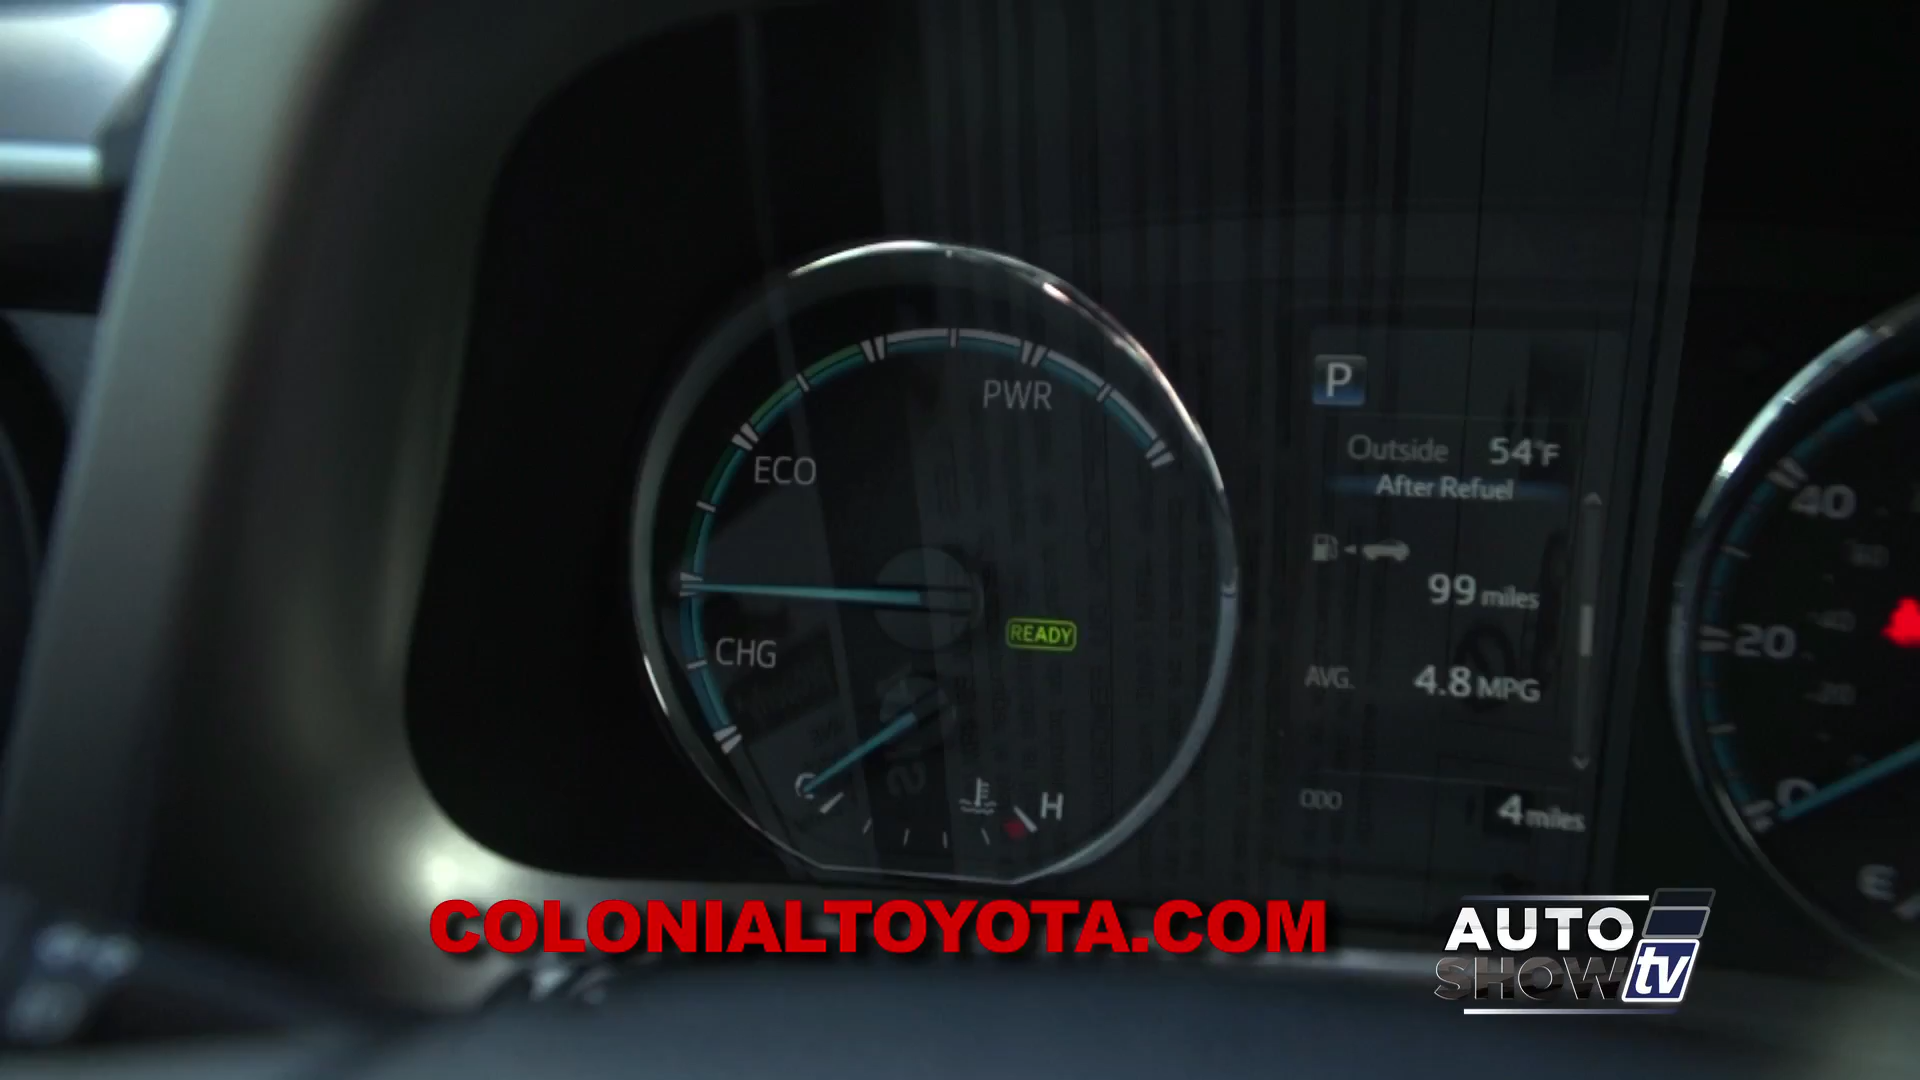 PWR
ECO
CHG
READY
C
H
P
Outside 54°F
After Refuel
99 miles
AVG. 4.8 MPG
ODO 4 miles
40
20
0
E
COLONIALTOYOTA.COM
AUTO
SHOW tv